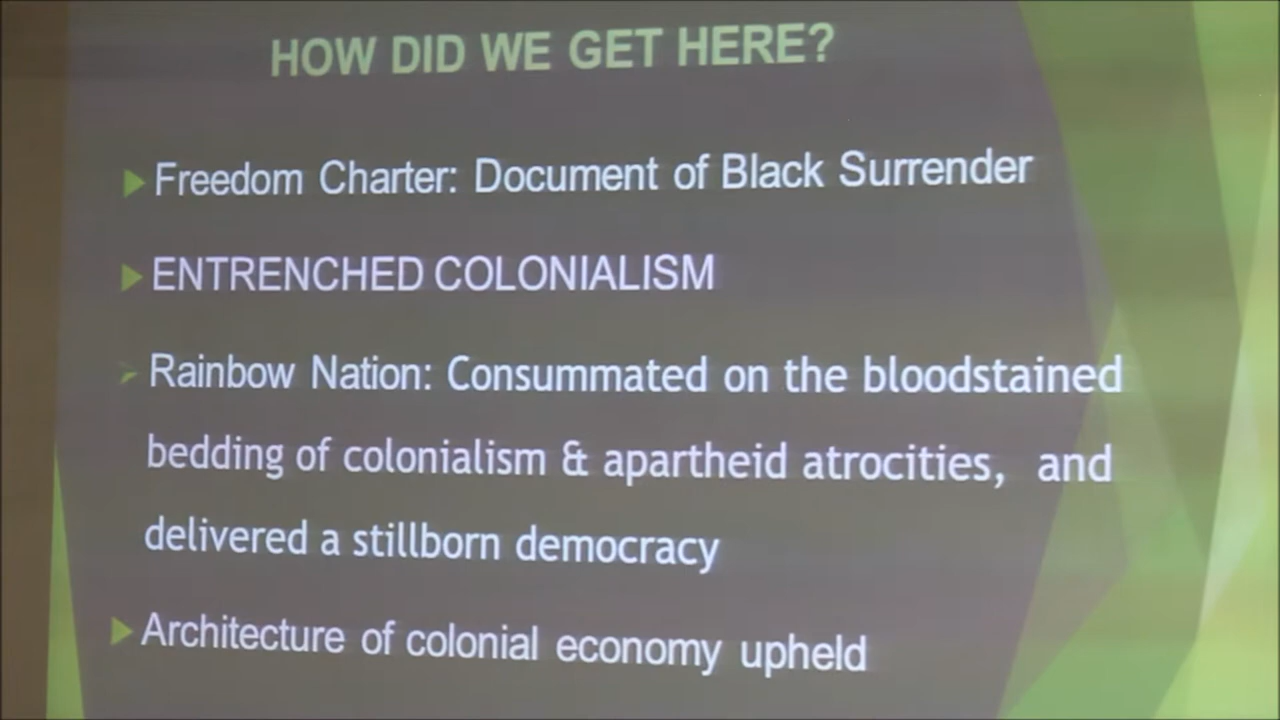 HOW DID WE GET HERE?
Freedom Charter: Document of Black Surrender
ENTRENCHED COLONIALISM
Rainbow Nation: Consummated on the bloodstained
bedding of colonialism & apartheid atrocities, and
delivered a stillborn democracy
Architecture of colonial economy upheld